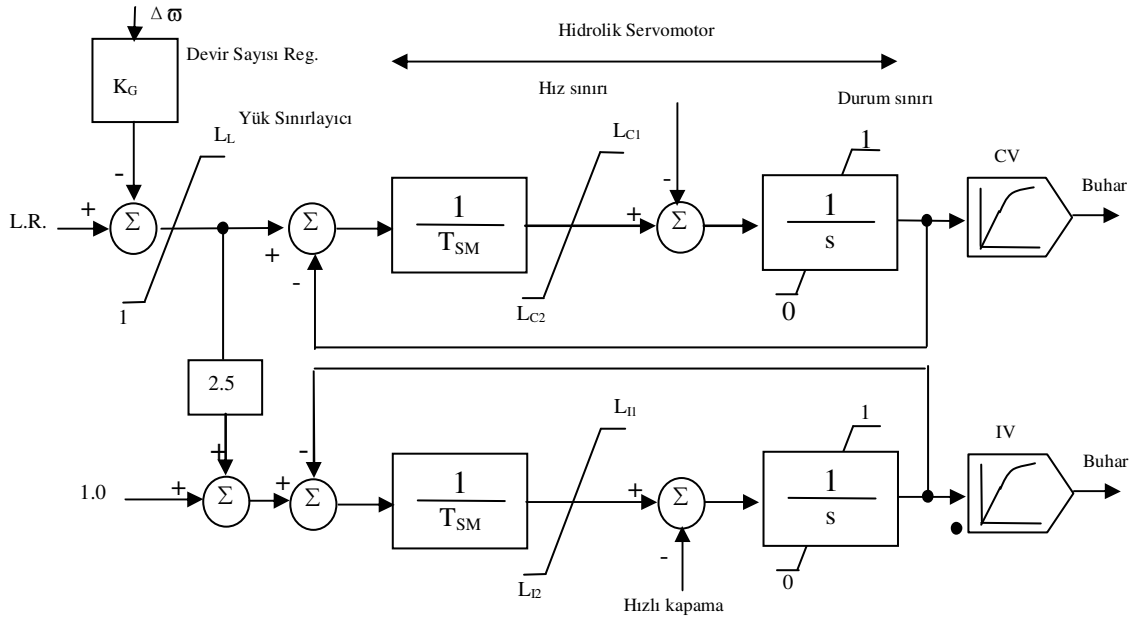 Δ ϖ
Devir Sayısı Reg.
K_G
Hidrolik Servomotor
Hız sınırı
Durum sınırı
Yük Sınırlayıcı
L_L
L_C1
1
CV
Buhar
-
-
L.R.
+
Σ
Σ
1
T_SM
+
Σ
1
s
+
-
1
L_C2
0
2.5
L_I1
1
IV
Buhar
+
-
1.0
+
Σ
+
Σ
1
T_SM
+
Σ
1
s
-
L_I2
0
Hızlı kapama